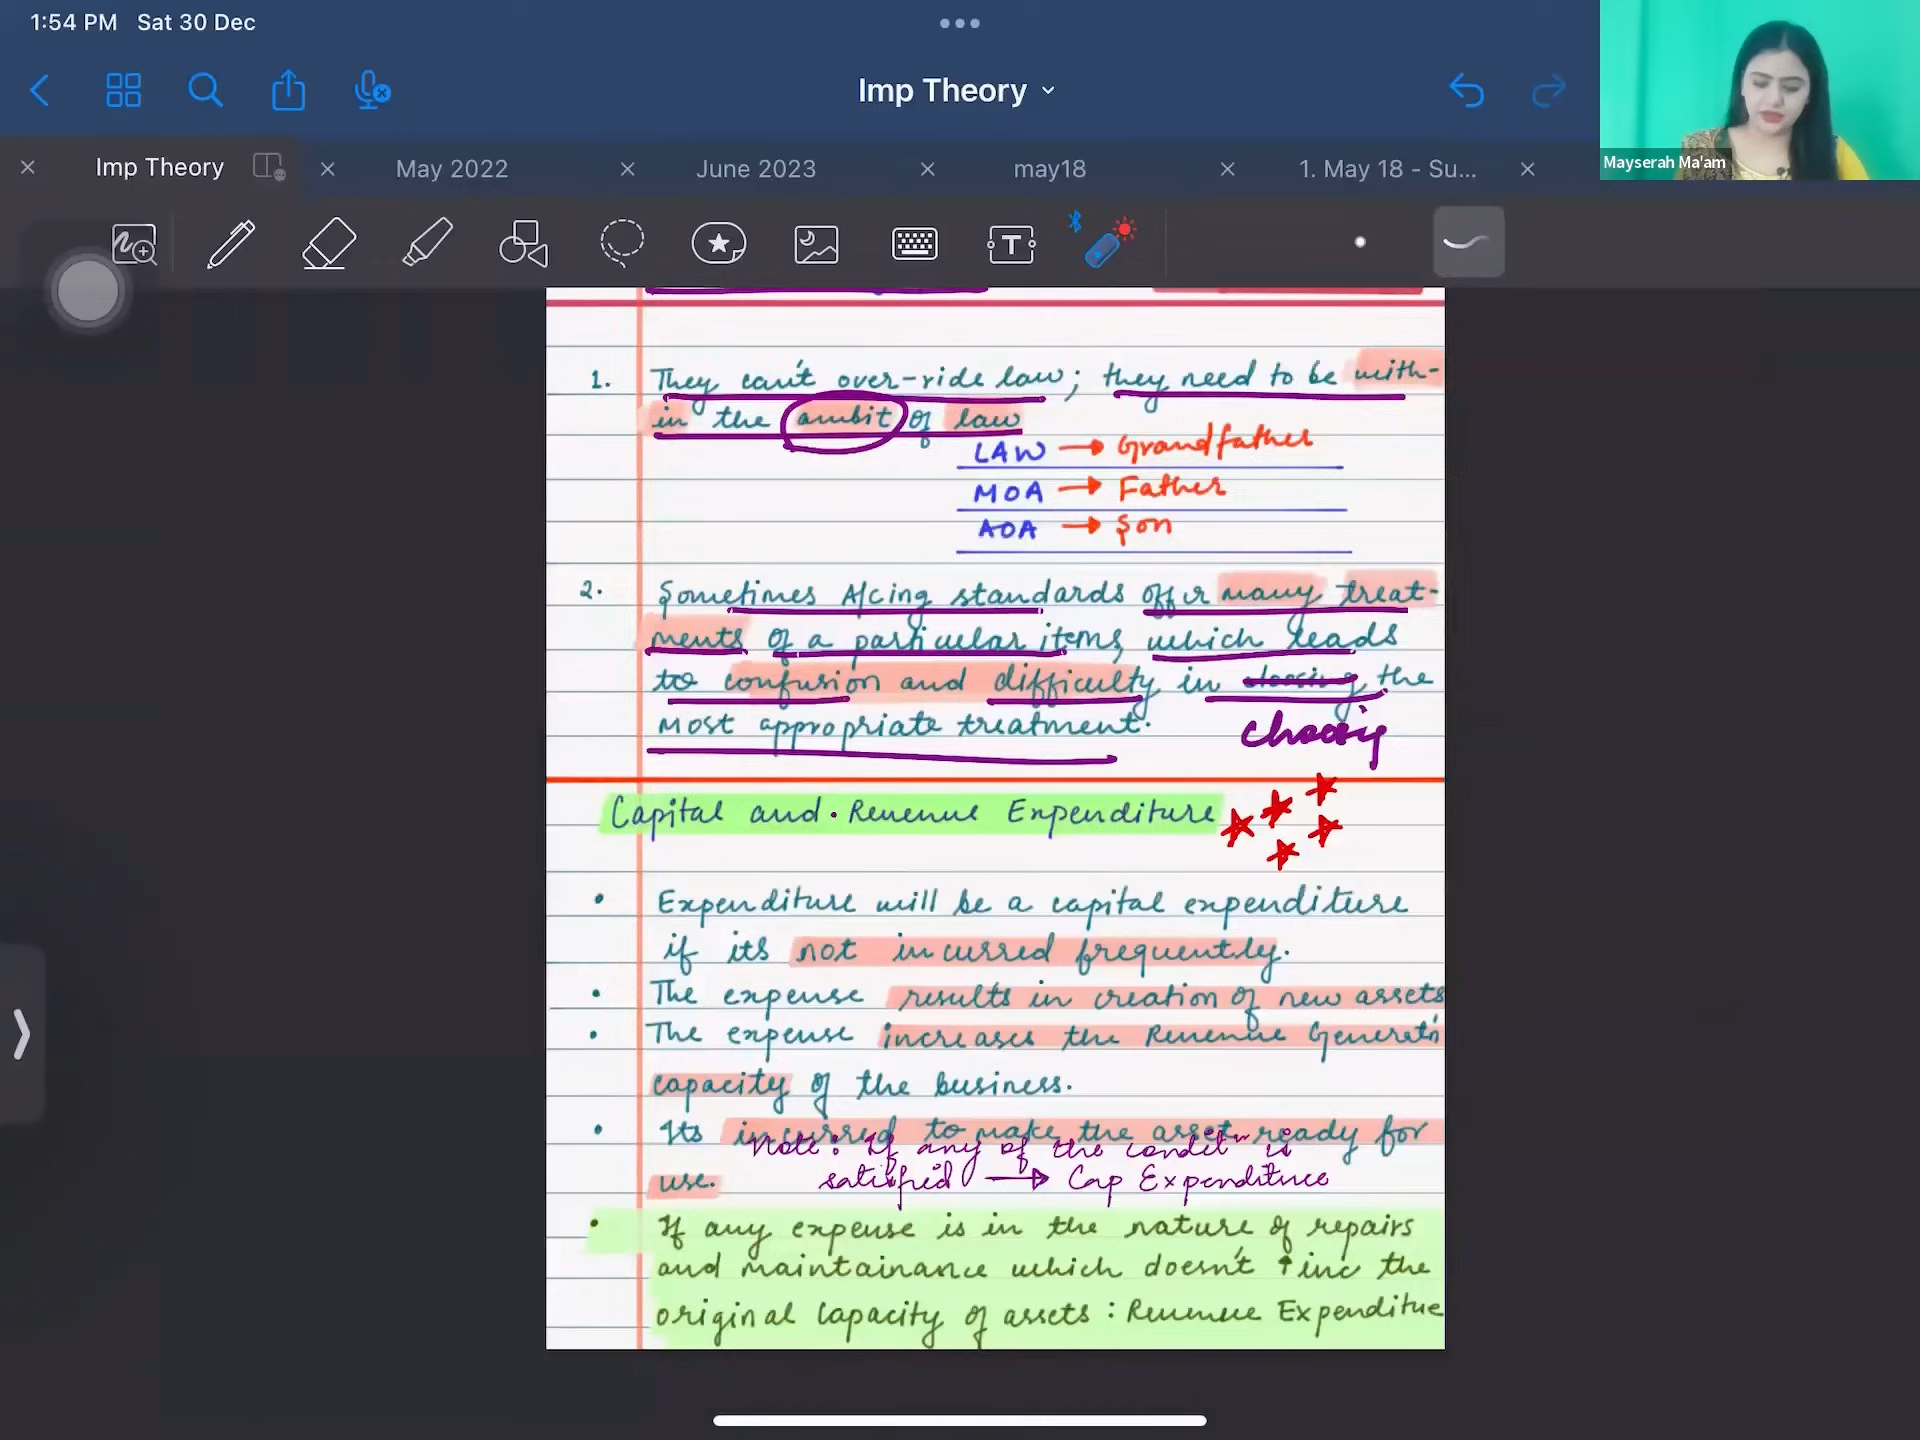 1:54 PM Sat 30 Dec
Imp Theory
Mayserah Ma'am
Imp Theory
May 2022
June 2023
may18
1. May 18 - Su...
T
1. They can't over-ride law; they need to be with-
in the ambit of law
LAW → Grandfather
MOA → Father
AOA → Son
2. Sometimes A/cing standards offer many treat-
ments of a particular items, which leads
to confusion and difficulty in the
most appropriate treatment.
Capital and Revenue Expenditure
• Expenditure will be a capital expenditure
if its not incurred frequently.
• The expense results in creation of new assets
• The expense increases the Revenue Generatn
capacity of the business.
• Its incurred to make the asset ready for
use.
Note: If any of the conditn is
satisfied → Cap Expenditure
• If any expense is in the nature of repairs
and maintainance which doesn't ↑ inc the
original capacity of assets : Revenue Expenditue